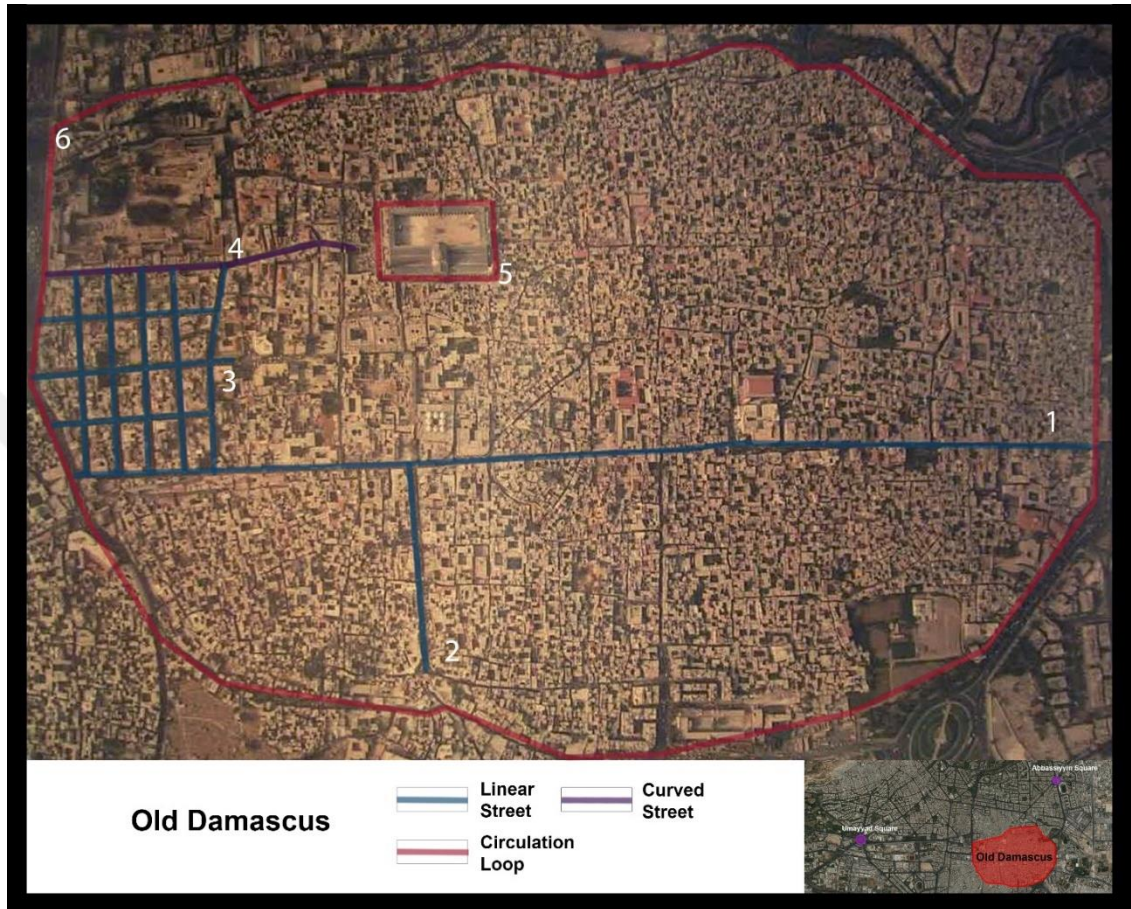 6
4
5
3
1
2
Old Damascus
Linear
Street
Curved
Street
Circulation
Loop
Abbassiyyin Square
Umayyad Square
Old Damascus